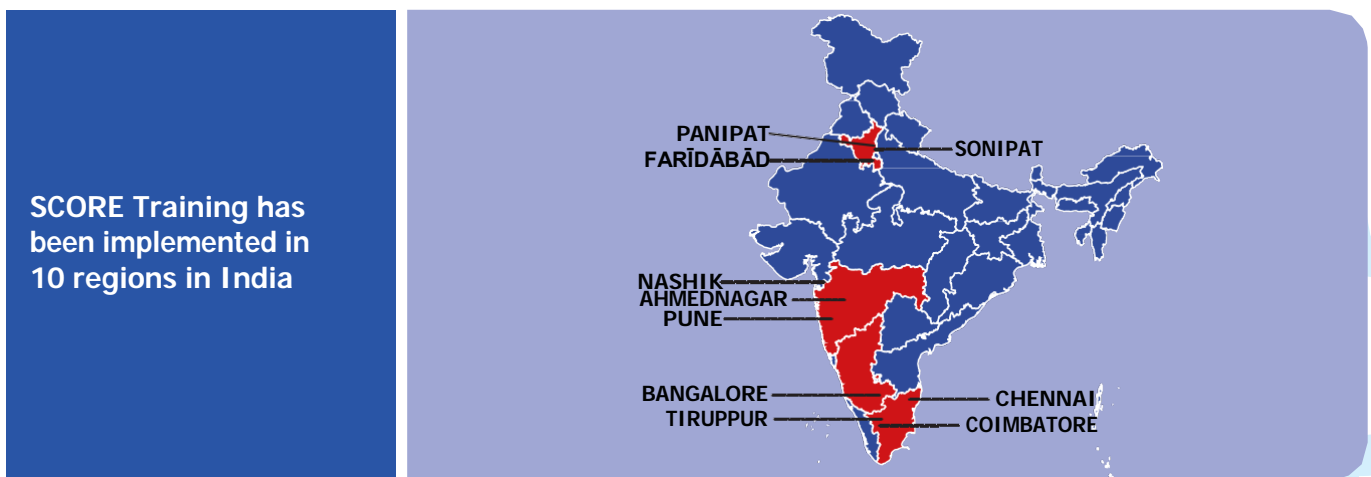 SCORE Training has
been implemented in
10 regions in India
PANIPAT
SONIPAT
FARĪDĀBĀD
NASHIK
AHMEDNAGAR
PUNE
BANGALORE
CHENNAI
TIRUPPUR
COIMBATORE